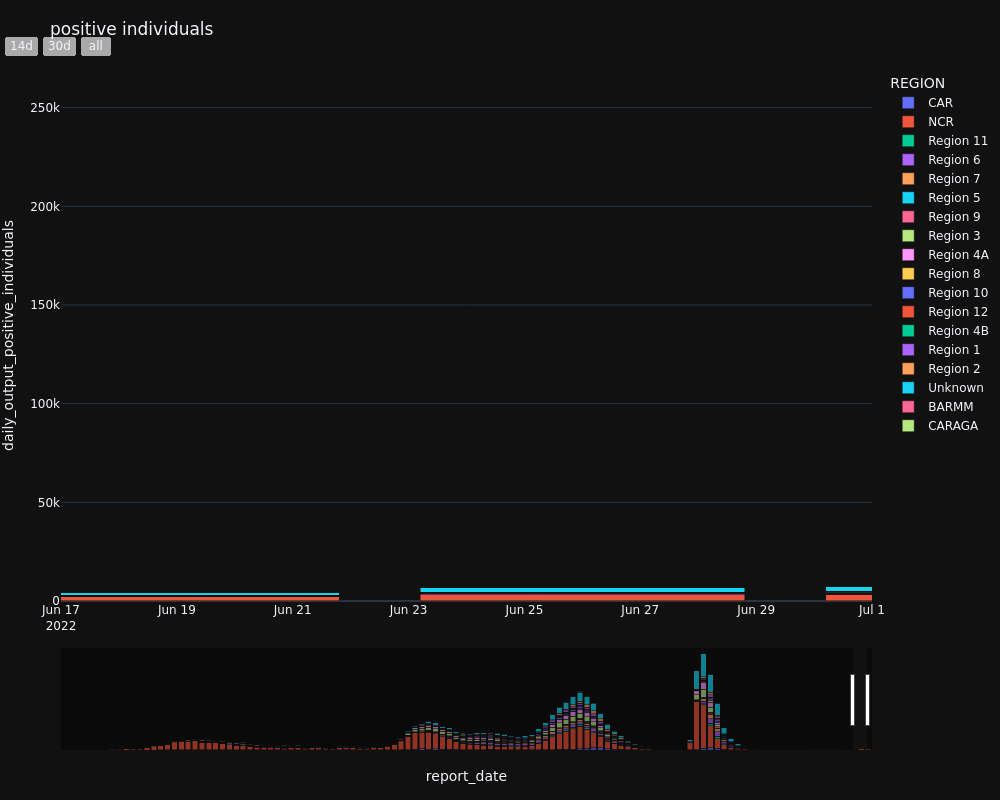 positive individuals
14d 30d all
REGION
CAR
NCR
Region 11
Region 6
Region 7
Region 5
Region 9
Region 3
Region 4A
Region 8
Region 10
Region 12
Region 4B
Region 1
Region 2
Unknown
BARMM
CARAGA
daily_output_positive_individuals
250k
200k
150k
100k
50k
0
Jun 17 Jun 19 Jun 21 Jun 23 Jun 25 Jun 27 Jun 29 Jul 1
2022
report_date